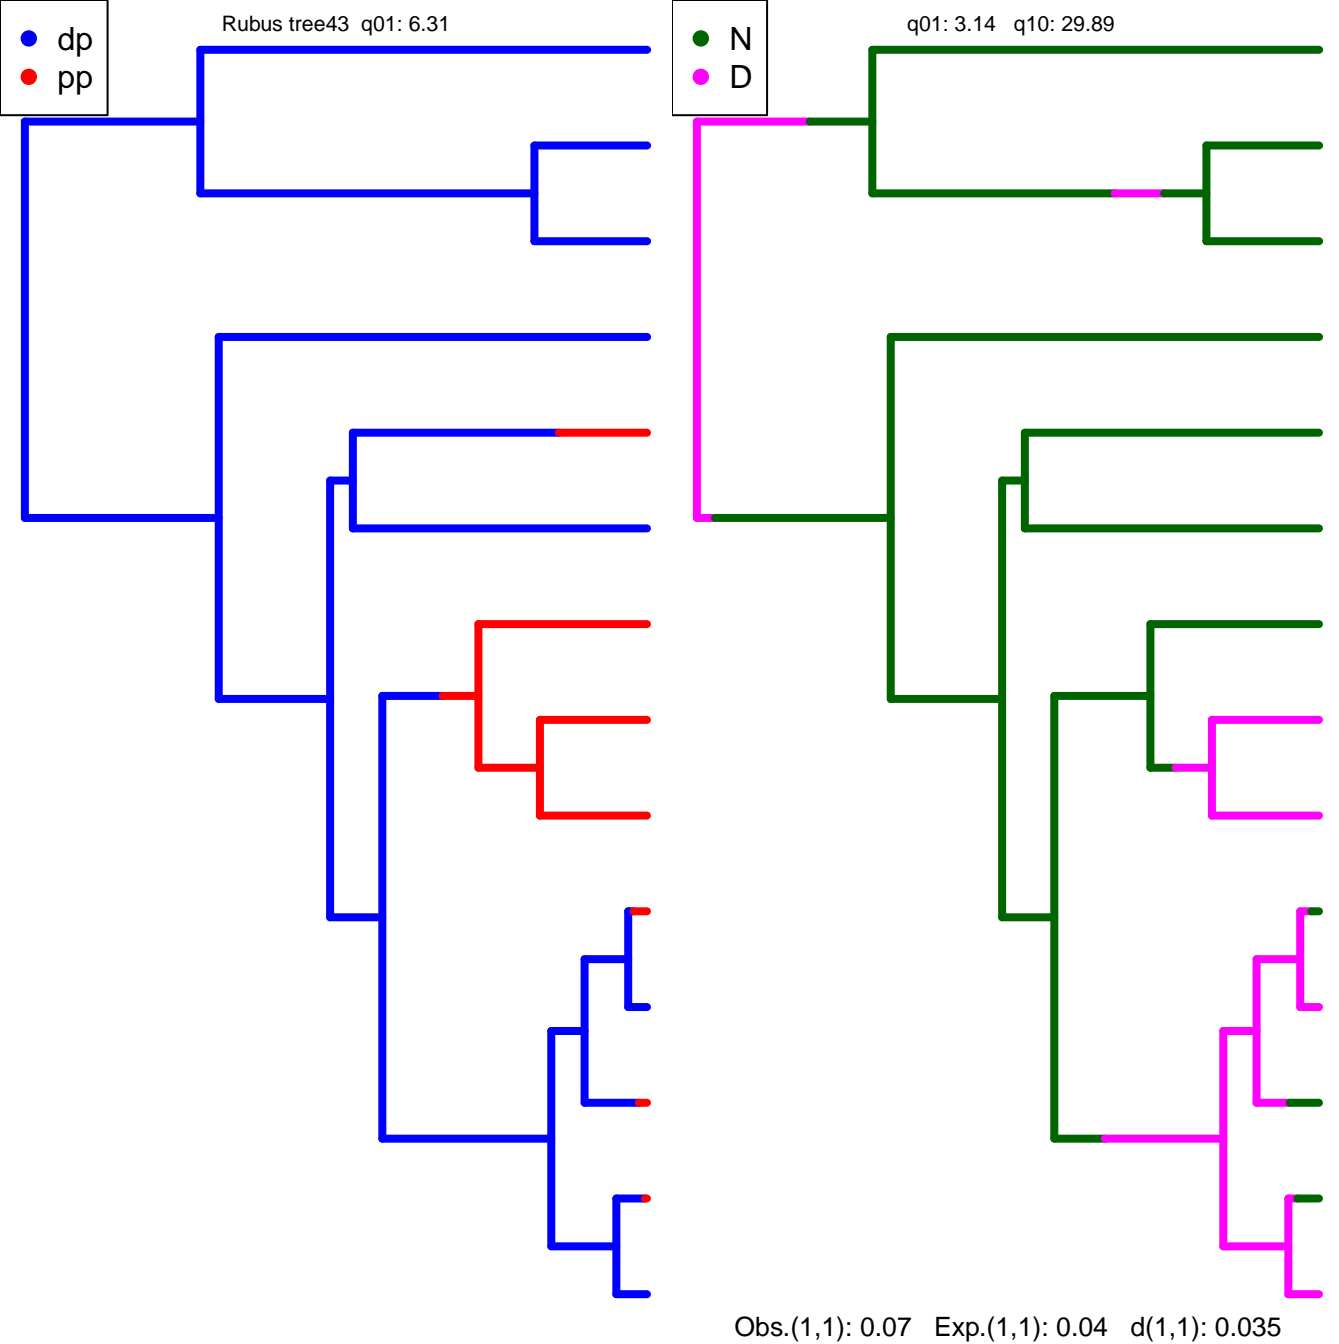 Rubus tree43 q01: 6.31
dp
pp
q01: 3.14 q10: 29.89
N
D
Obs.(1,1): 0.07 Exp.(1,1): 0.04 d(1,1): 0.035